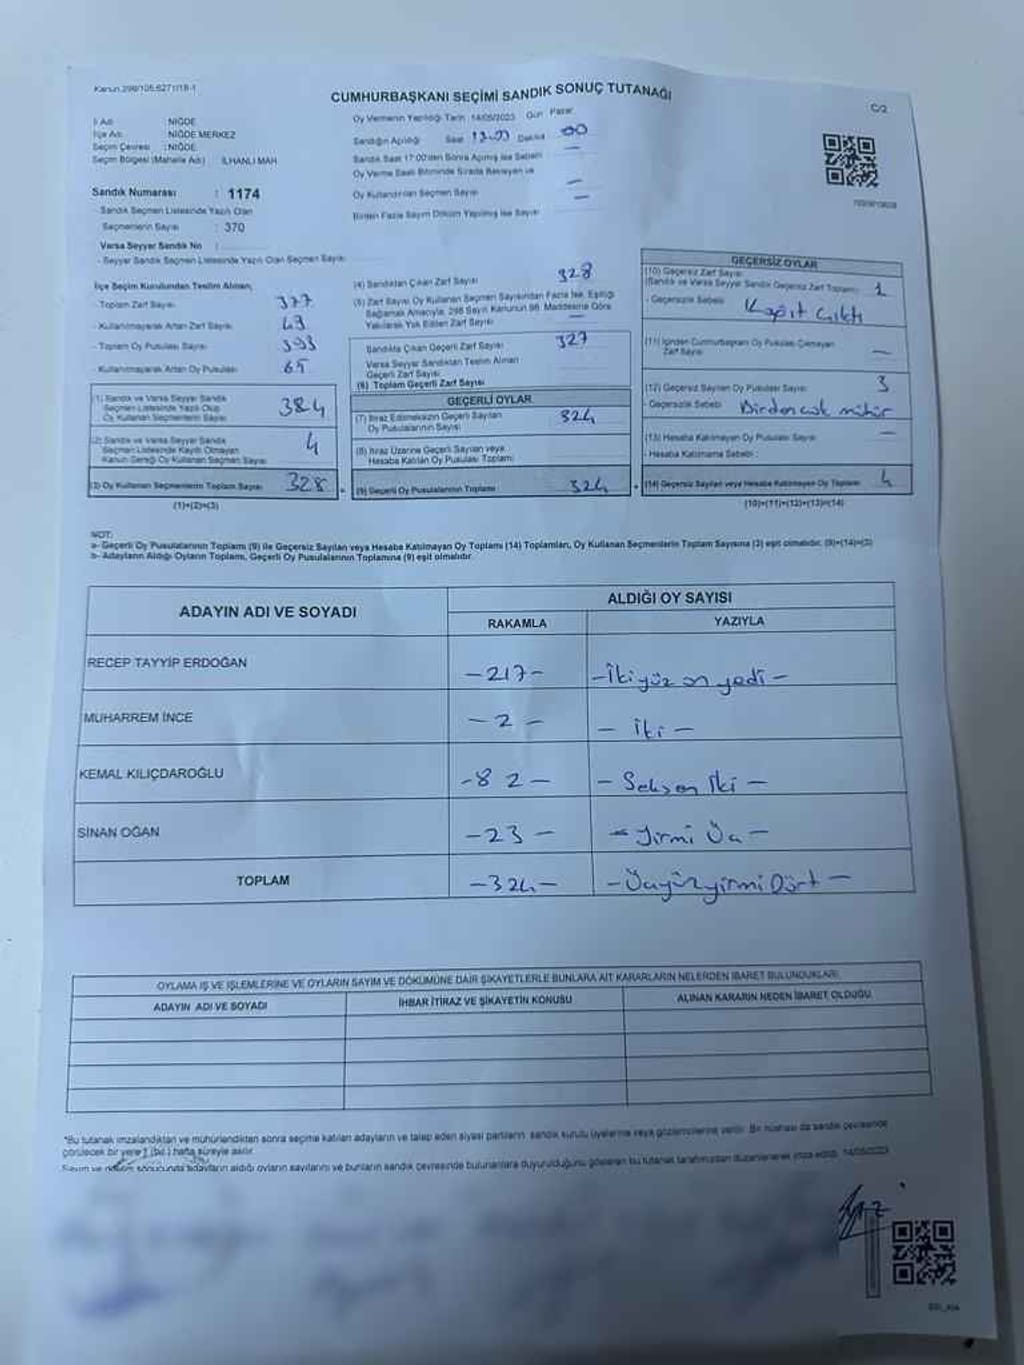 Kanun 298/105,6271/18-1
CUMHURBAŞKANI SEÇİMİ SANDIK SONUÇ TUTANAĞI
C/2
İl Adı : NİĞDE
İlçe Adı : NİĞDE MERKEZ
Seçim Çevresi : NİĞDE
Seçim Bölgesi (Mahalle Adı) : İLHANLI MAH
Sandık Numarası : 1174
- Sandık Seçmen Listesinde Yazılı Olan
Seçmenlerin Sayısı : 370
Varsa Seyyar Sandık No :
- Seyyar Sandık Seçmen Listesinde Yazılı Olan Seçmen Sayısı
Oy Vermenin Yapıldığı Tarih 14/05/2023 Gün Pazar
Sandığın Açıldığı Saat 17:00 Dakika 00
Sandık Saat 17:00'den Sonra Açılmış İse Sebebi —
Oy Verme Saati Bitiminde Sırada Bekleyen ve
Oy Kullandırılan Seçmen Sayısı —
Birden Fazla Sayım Döküm Yapılmış İse Sayısı —
İlçe Seçim Kurulundan Teslim Alınan;
- Toplam Zarf Sayısı 377
- Kullanılmayarak Artan Zarf Sayısı 49
- Toplam Oy Pusulası Sayısı 393
- Kullanılmayarak Artan Oy Pusulası 65
(1) Sandık ve Varsa Seyyar Sandık
Seçmen Listesinde Yazılı Olup
Oy Kullanan Seçmenlerin Sayısı 324
(2) Sandık ve Varsa Seyyar Sandık
Seçmen Listesinde Kayıtlı Olmayan
Kanun Gereği Oy Kullanan Seçmen Sayısı 4
(3) Oy Kullanan Seçmenlerin Toplam Sayısı 328
(1)+(2)=(3)
(4) Sandıktan Çıkan Zarf Sayısı 328
(5) Zarf Sayısı Oy Kullanan Seçmen Sayısından Fazla İse, Eşitliği
Sağlamak Amacıyla, 298 Sayılı Kanunun 98. Maddesine Göre
Yakılarak Yok Edilen Zarf Sayısı —
Sandıkta Çıkan Geçerli Zarf Sayısı 327
Varsa Seyyar Sandıktan Teslim Alınan
Geçerli Zarf Sayısı
(6) Toplam Geçerli Zarf Sayısı
GEÇERLİ OYLAR
(7) İtiraz Edilmeksizin Geçerli Sayılan
Oy Pusulalarının Sayısı 324
(8) İtiraz Üzerine Geçerli Sayılan veya
Hesaba Katılan Oy Pusulası Toplamı
(9) Geçerli Oy Pusulalarının Toplamı 324
GEÇERSİZ OYLAR
(10) Geçersiz Zarf Sayısı
(Sandık ve Varsa Seyyar Sandık Geçersiz Zarf Toplamı) 1
- Geçersizlik Sebebi : Kağıt Çıktı
(11) İçinden Cumhurbaşkanı Oy Pusulası Çıkmayan
Zarf Sayısı —
(12) Geçersiz Sayılan Oy Pusulası Sayısı 3
- Geçersizlik Sebebi : Birden çok mühür
(13) Hesaba Katılmayan Oy Pusulası Sayısı —
- Hesaba Katılmama Sebebi :
(14) Geçersiz Sayılan veya Hesaba Katılmayan Oy Toplamı 4
(10)+(11)+(12)+(13)=(14)
NOT:
a- Geçerli Oy Pusulalarının Toplamı (9) ile Geçersiz Sayılan veya Hesaba Katılmayan Oy Toplamı (14) Toplamları, Oy Kullanan Seçmenlerin Toplam Sayısına (3) eşit olmalıdır. (9)+(14)=(3)
b- Adayların Aldığı Oyların Toplamı, Geçerli Oy Pusulalarının Toplamına (9) eşit olmalıdır.
ADAYIN ADI VE SOYADI
ALDIĞI OY SAYISI
RAKAMLA YAZIYLA
RECEP TAYYİP ERDOĞAN -217- -İkiyüz on yedi-
MUHARREM İNCE -2- -İki-
KEMAL KILIÇDAROĞLU -82- -Seksen İki-
SİNAN OĞAN -23- -Yirmi Üç-
TOPLAM -324- -Üçyüzyirmi Dört-
OYLAMA İŞ VE İŞLEMLERİNE VE OYLARIN SAYIM VE DÖKÜMÜNE DAİR ŞİKAYETLERLE BUNLARA AİT KARARLARIN NELERDEN İBARET BULUNDUKLARI
ADAYIN ADI VE SOYADI İHBAR İTİRAZ VE ŞİKAYETİN KONUSU ALINAN KARARIN NEDEN İBARET OLDUĞU
"Bu tutanak imzalandıktan ve mühürlendikten sonra seçime katılan adayların ve talep eden siyasi partilerin sandık kurulu üyelerine veya gözlemcilerine verilir. Bir nüshası da sandık çevresinde
görülecek bir yere 1 (bir) hafta süreyle asılır.
Sayım ve döküm sonucunda adayların aldığı oyların sayılarını ve bunların sandık çevresinde bulunanlara duyurulduğunu gösteren bu tutanak tarafımızdan düzenlenerek imza edildi. 14/05/2023